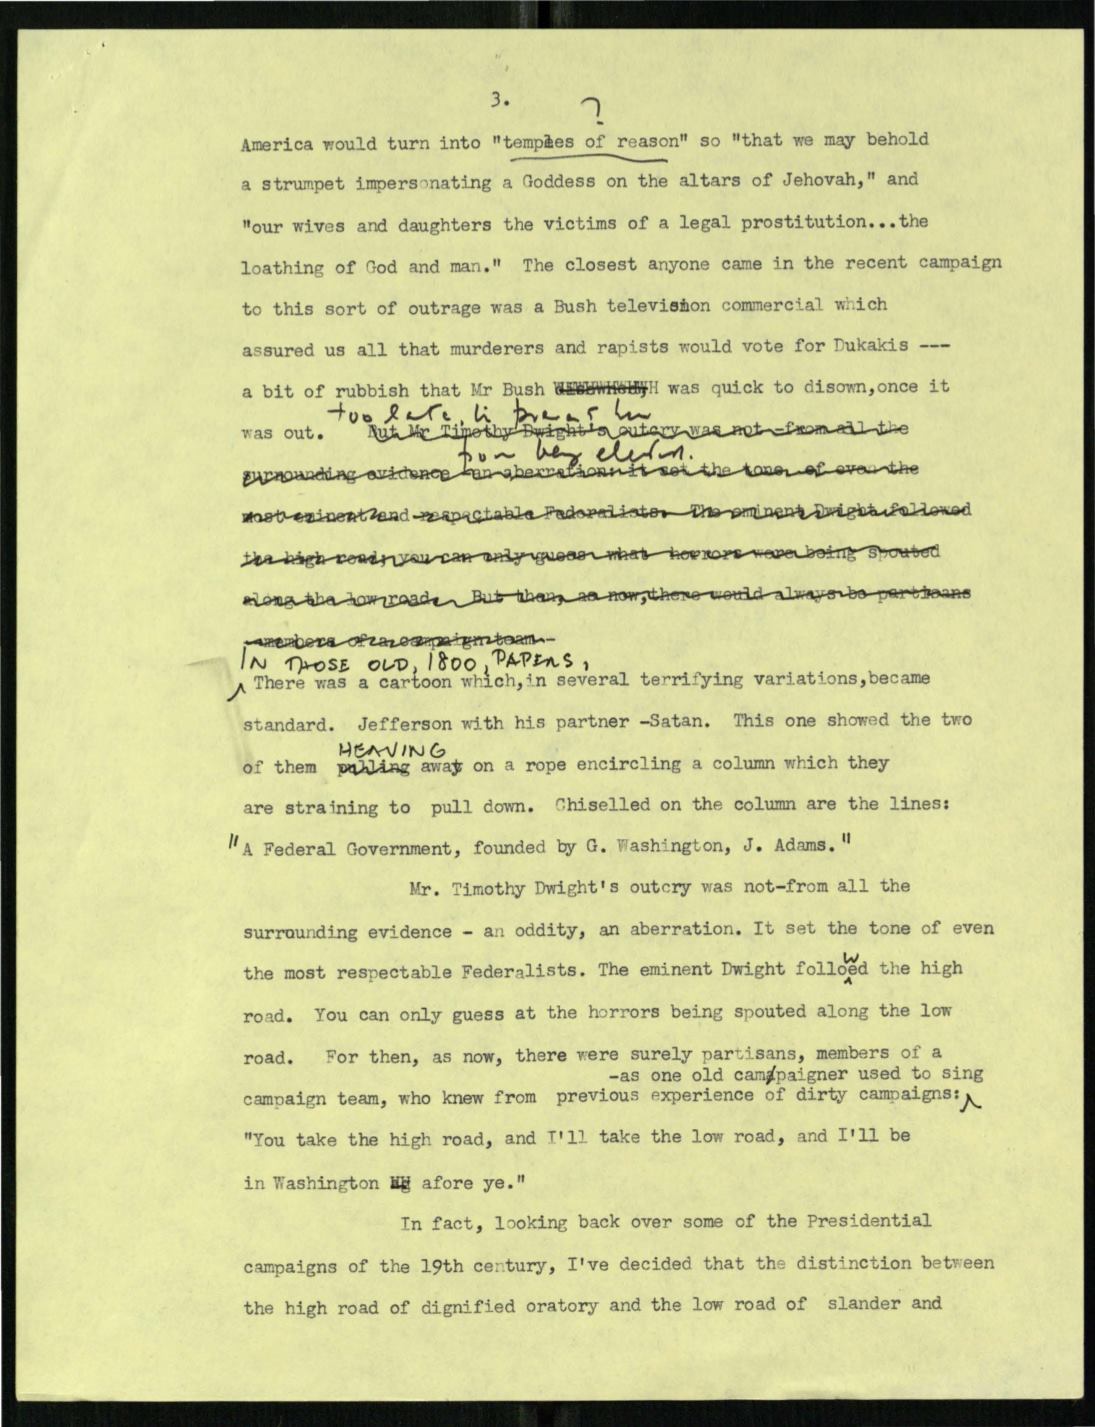 3.
?
America would turn into "temples of reason" so "that we may behold
a strumpet impersonating a Goddess on the altars of Jehovah," and
"our wives and daughters the victims of a legal prostitution...the
loathing of God and man."  The closest anyone came in the recent campaign
to this sort of outrage was a Bush television commercial which
assured us all that murderers and rapists would vote for Dukakis ---
a bit of rubbish that Mr Bush was quick to disown,once it
too late to prevent him
was out.  But Mr Timothy Dwight's outcry was not -from all the
from being elected.
surrounding evidence an aberration: it set the tone of even the
most eminent and respectable Federalists. The eminent Dwight followed
the high road; you can only guess what horrors were being spouted
along the low road.  But then, as now,there would always be partisans
-members of a campaign team-
IN THOSE OLD, 1800, PAPERS,
There was a cartoon which,in several terrifying variations,became
standard.  Jefferson with his partner -Satan.  This one showed the two
HEAVING
of them pulling away on a rope encircling a column which they
are straining to  pull down.  Chiselled on the column are the lines:
"A Federal Government, founded by G. Washington, J. Adams."
Mr. Timothy Dwight's outcry was not-from all the
surrounding evidence - an oddity, an aberration. It set the tone of even
w
the most respectable Federalists. The eminent Dwight folloed the high
road.  You can only guess at the horrors being spouted along the low
road.  For then, as now, there were surely partisans, members of a
-as one old campaigner used to sing
campaign team, who knew from  previous experience of dirty campaigns:
"You take the high road, and I'll take the low road, and I'll be
in Washington afore ye."
In fact, looking back over some of the Presidential
campaigns of the 19th century, I've decided that the distinction between
the high road of dignified oratory and the low road of  slander and